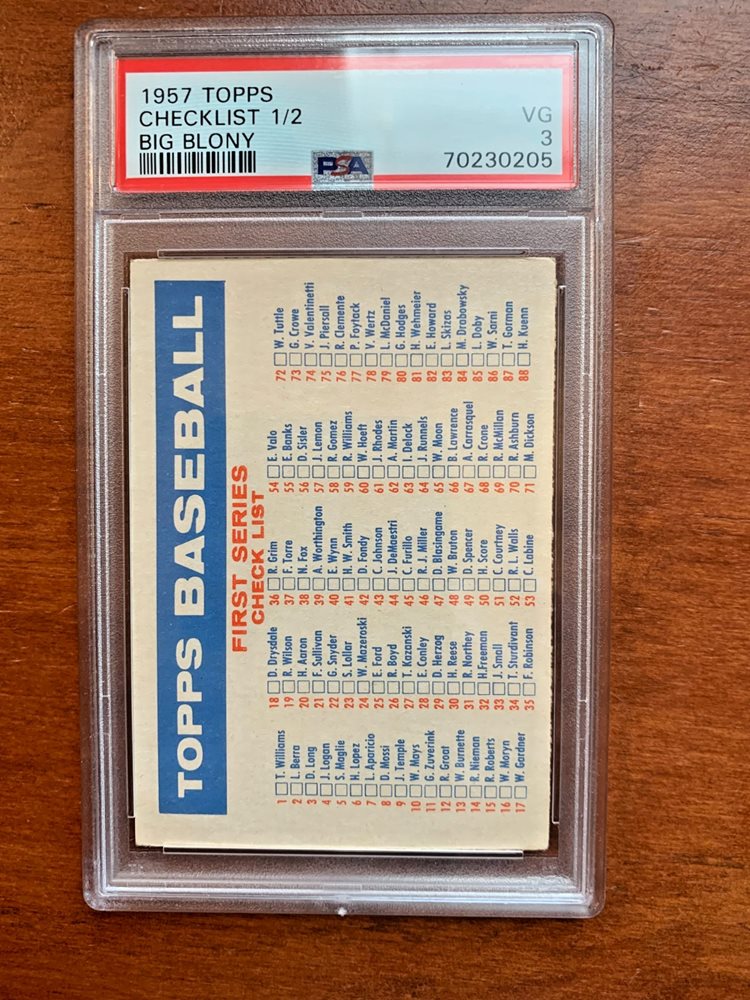 1957 TOPPS
CHECKLIST 1/2
BIG BLONY
VG
3
70230205
PSA
TOPPS BASEBALL
FIRST SERIES
CHECK LIST
1 T. Williams
2 L. Berra
3 D. Long
4 J. Logan
5 S. Maglie
6 H. Lopez
7 L. Aparicio
8 D. Mossi
9 J. Temple
10 W. Mays
11 G. Zuverink
12 R. Groat
13 W. Burnette
14 R. Nieman
15 R. Roberts
16 W. Moryn
17 W. Gardner
18 D. Drysdale
19 R. Wilson
20 H. Aaron
21 F. Sullivan
22 G. Snyder
23 S. Lollar
24 W. Mazeroski
25 E. Ford
26 R. Boyd
27 T. Kazanski
28 E. Conley
29 D. Herzog
30 H. Reese
31 R. Northey
32 H. Freeman
33 J. Small
34 T. Sturdivant
35 F. Robinson
36 R. Grim
37 F. Torre
38 N. Fox
39 A. Worthington
40 E. Wynn
41 H. W. Smith
42 D. Fondy
43 C. Johnson
44 J. DeMaestri
45 C. Furillo
46 R. J. Miller
47 D. Blasingame
48 W. Bruton
49 D. Spencer
50 H. Score
51 C. Courtney
52 R. L. Walls
53 C. Labine
54 E. Valo
55 E. Banks
56 D. Sisler
57 J. Lemon
58 R. Gomez
59 R. Williams
60 W. Hoeft
61 J. Rhodes
62 A. Martin
63 I. Delock
64 J. Runnels
65 W. Moon
66 B. Lawrence
67 A. Carrasquel
68 R. Crone
69 R. McMillan
70 R. Ashburn
71 M. Dickson
72 W. Tuttle
73 G. Crowe
74 V. Valentinetti
75 J. Piersall
76 R. Clemente
77 P. Foytack
78 V. Wertz
79 L. McDaniel
80 G. Hodges
81 H. Wehmeier
82 E. Howard
83 L. Skizas
84 M. Drabowsky
85 L. Doby
86 W. Sarni
87 T. Gorman
88 H. Kuenn